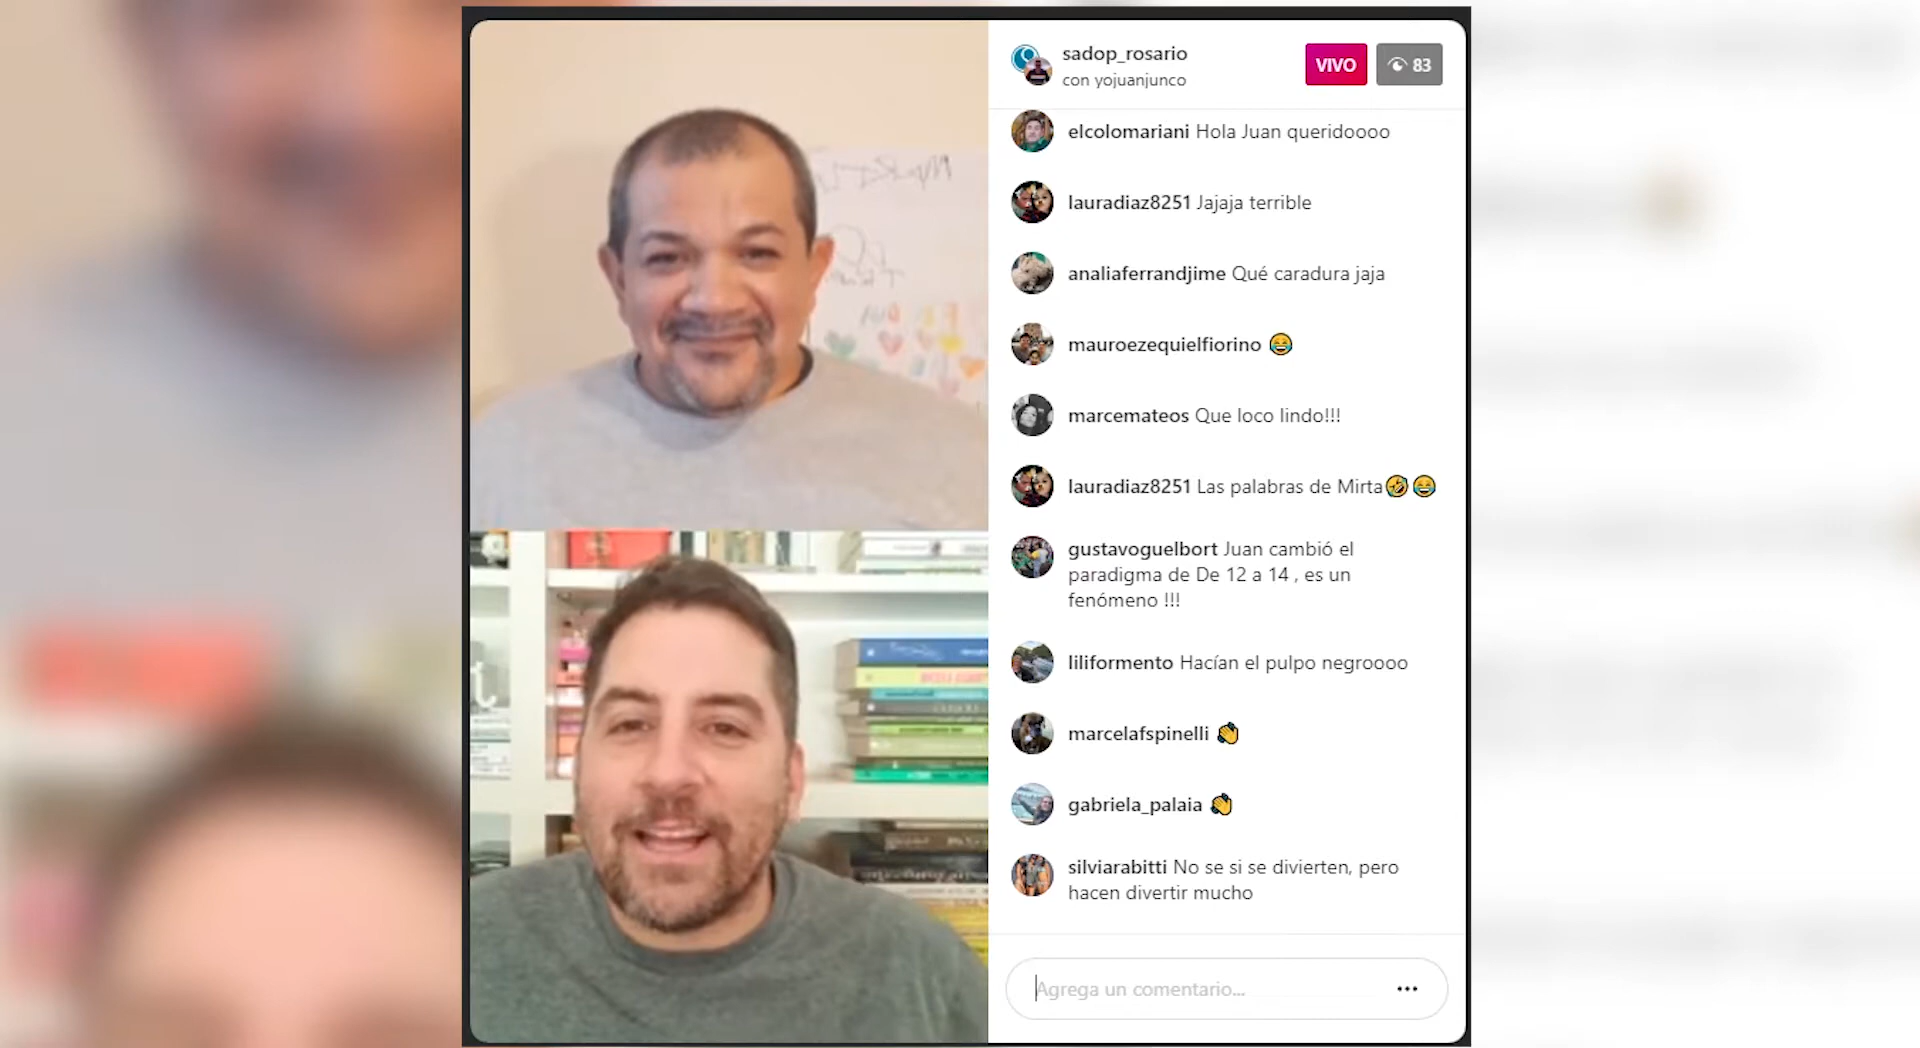 sadop_rosario
con yojuanjunco
VIVO
83
elcolomariani Hola Juan queridoooo
lauradiaz8251 Jajaja terrible
analiaferrandjime Qué caradura jaja
mauroezequielfiorino 😂
marcemateos Que loco lindo!!!
lauradiaz8251 Las palabras de Mirta🤣😂
gustavoguelbort Juan cambió el
paradigma de De 12 a 14 , es un
fenómeno !!!
liliformento Hacían el pulpo negroooo
marcelafspinelli 👏
gabriela_palaia 👏
silviarabitti No se si se divierten, pero
hacen divertir mucho
Agrega un comentario...